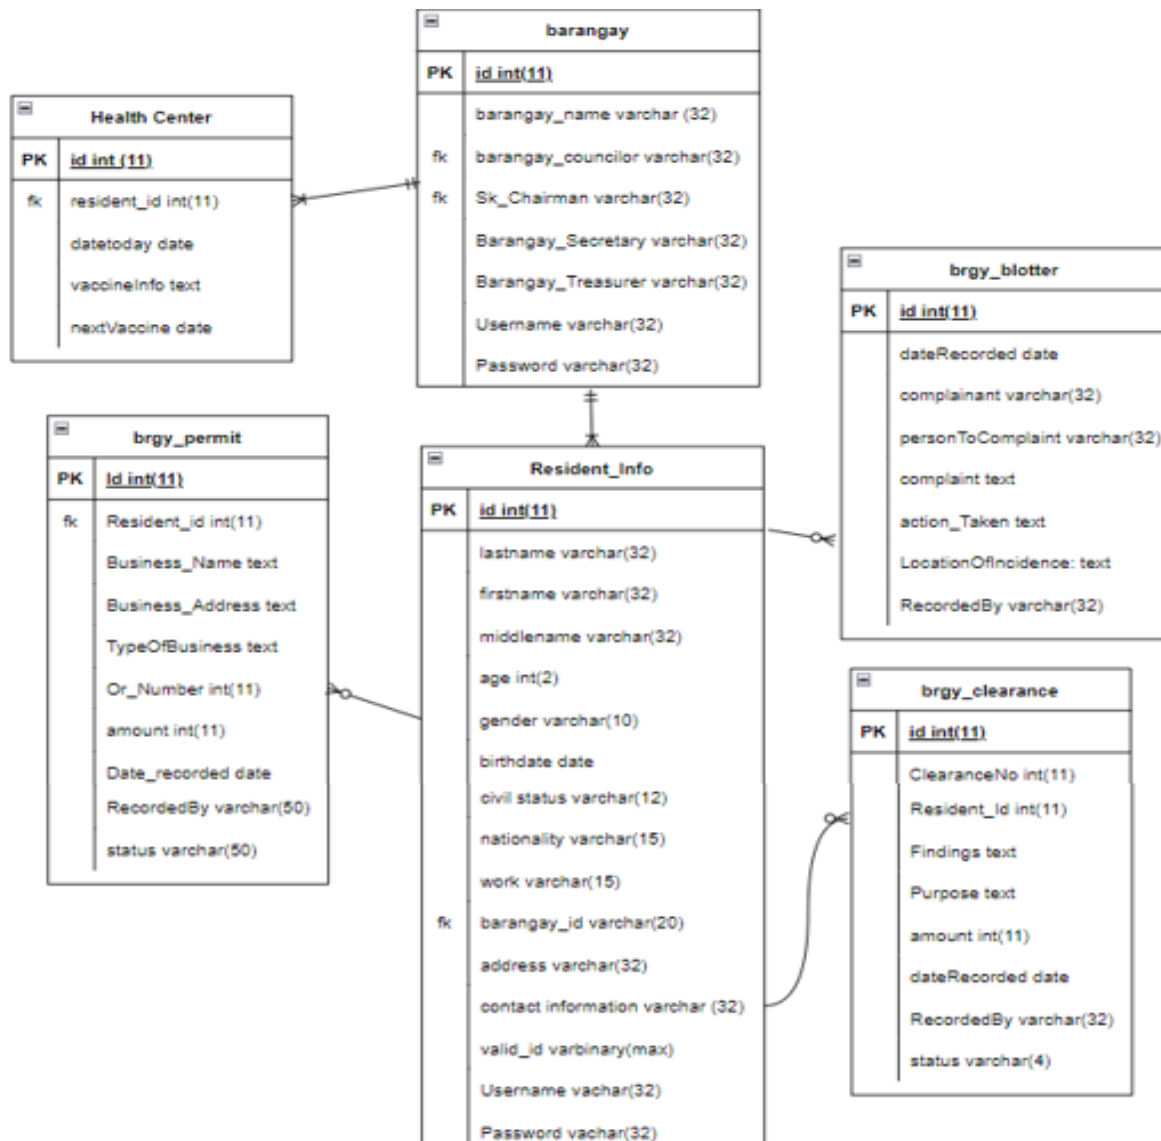 barangay
PK id int(11)
barangay_name varchar (32)
fk barangay_councilor varchar(32)
fk Sk_Chairman varchar(32)
Barangay_Secretary varchar(32)
Barangay_Treasurer varchar(32)
Username varchar(32)
Password varchar(32)
Health Center
PK id int (11)
fk resident_id int(11)
datetoday date
vaccineInfo text
nextVaccine date
brgy_blotter
PK id int(11)
dateRecorded date
complainant varchar(32)
personToComplaint varchar(32)
complaint text
action_Taken text
LocationOfIncidence: text
RecordedBy varchar(32)
brgy_permit
PK Id int(11)
fk Resident_id int(11)
Business_Name text
Business_Address text
TypeOfBusiness text
Or_Number int(11)
amount int(11)
Date_recorded date
RecordedBy varchar(50)
status varchar(50)
Resident_Info
PK id int(11)
lastname varchar(32)
firstname varchar(32)
middlename varchar(32)
age int(2)
gender varchar(10)
birthdate date
civil status varchar(12)
nationality varchar(15)
work varchar(15)
fk barangay_id varchar(20)
address varchar(32)
contact information varchar (32)
valid_id varbinary(max)
Username vachar(32)
Password vachar(32)
brgy_clearance
PK id int(11)
ClearanceNo int(11)
Resident_Id int(11)
Findings text
Purpose text
amount int(11)
dateRecorded date
RecordedBy varchar(32)
status varchar(4)